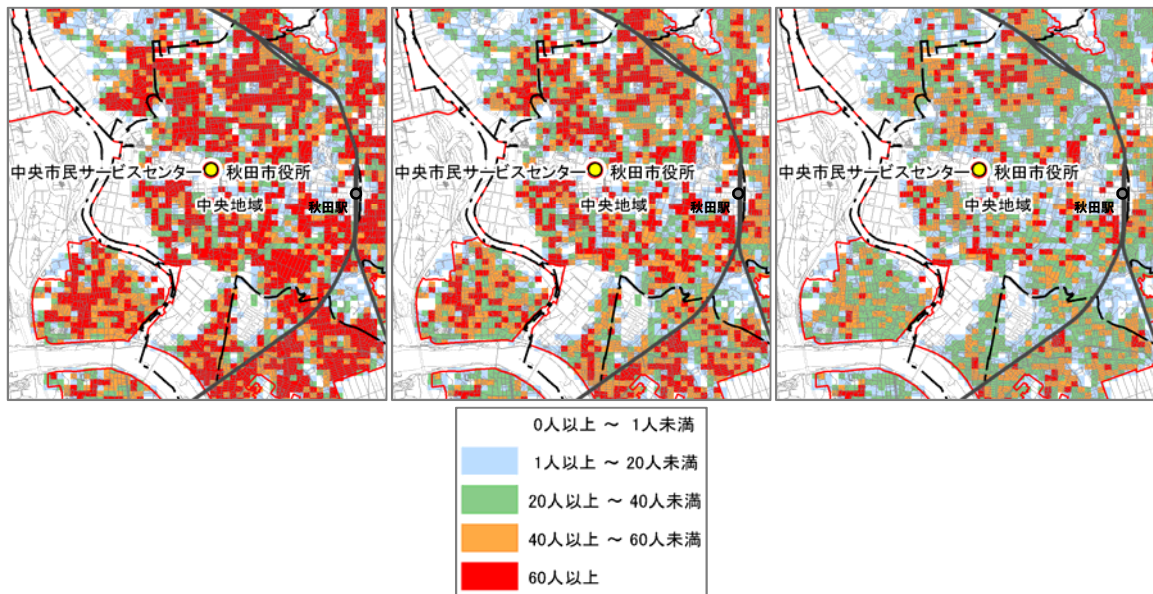 中央市民サービスセンター 秋田市役所
中央地域
秋田駅
中央市民サービスセンター 秋田市役所
中央地域
秋田駅
中央市民サービスセンター 秋田市役所
中央地域
秋田駅
0人以上 ～ 1人未満
1人以上 ～ 20人未満
20人以上 ～ 40人未満
40人以上 ～ 60人未満
60人以上